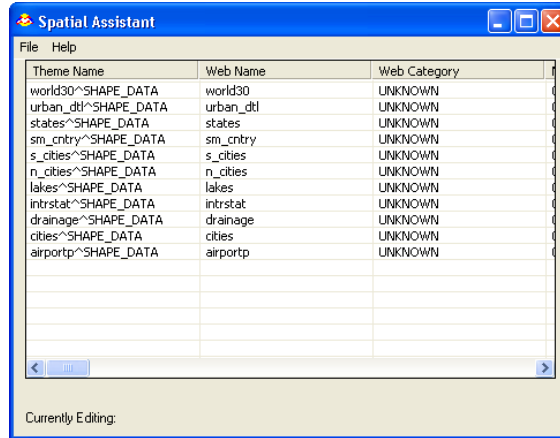 Spatial Assistant
File Help
Theme Name Web Name Web Category
world30^SHAPE_DATA world30 UNKNOWN
urban_dtl^SHAPE_DATA urban_dtl UNKNOWN
states^SHAPE_DATA states UNKNOWN
sm_cntry^SHAPE_DATA sm_cntry UNKNOWN
s_cities^SHAPE_DATA s_cities UNKNOWN
n_cities^SHAPE_DATA n_cities UNKNOWN
lakes^SHAPE_DATA lakes UNKNOWN
intrstat^SHAPE_DATA intrstat UNKNOWN
drainage^SHAPE_DATA drainage UNKNOWN
cities^SHAPE_DATA cities UNKNOWN
airportp^SHAPE_DATA airportp UNKNOWN
Currently Editing: